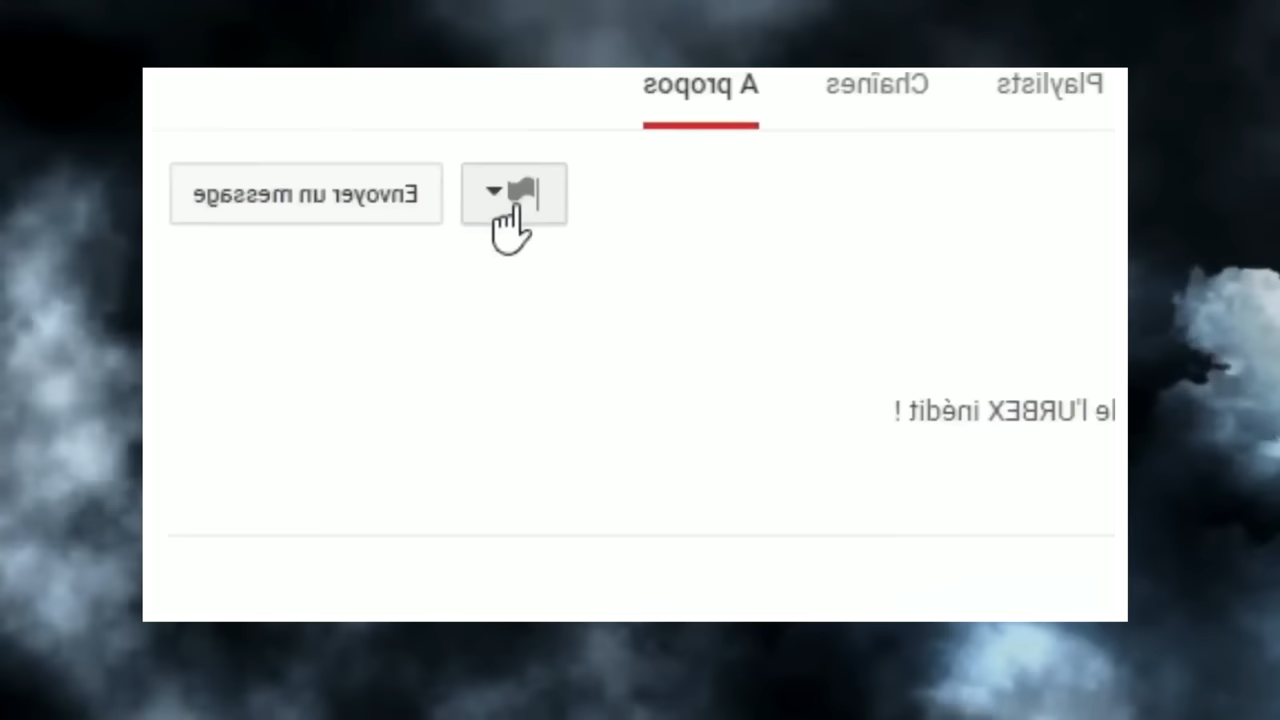 Playlists Chaînes A propos
Envoyer un message
le l'URBEX inédit !